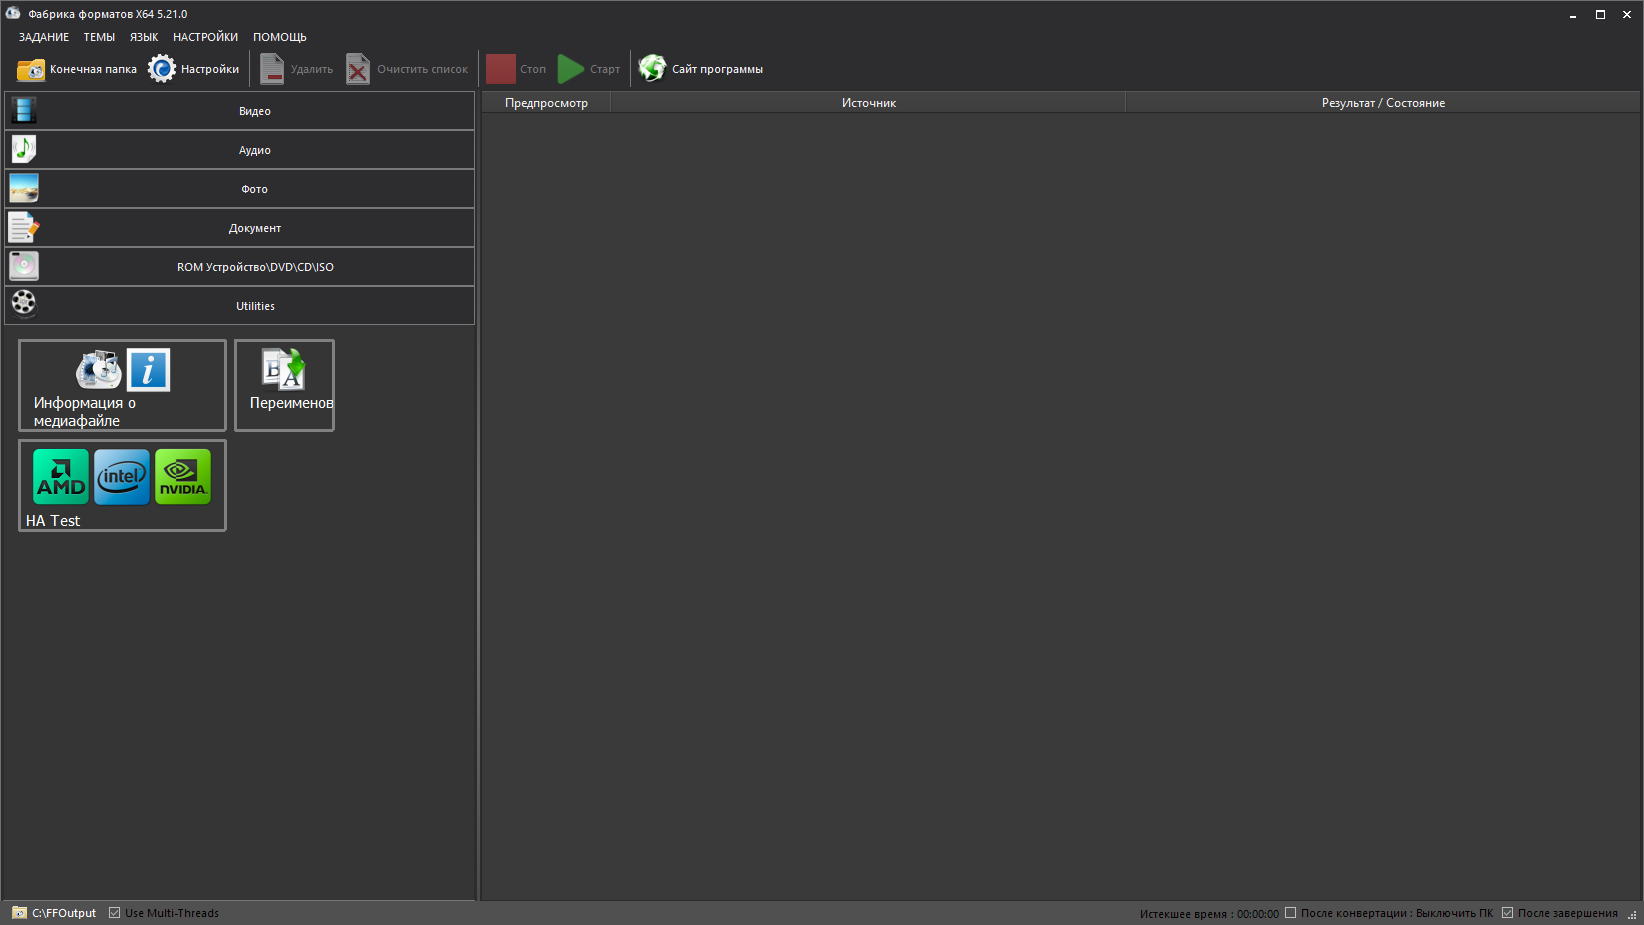 Фабрика форматов X64 5.21.0
ЗАДАНИЕ ТЕМЫ ЯЗЫК НАСТРОЙКИ ПОМОЩЬ
Конечная папка Настройки Удалить Очистить список Стоп Старт Сайт программы
Видео
Аудио
Фото
Документ
ROM Устройство\DVD\CD\ISO
Utilities
Предпросмотр Источник Результат / Состояние
Информация о
медиафайле
Переименов
AMD intel NVIDIA.
HA Test
C:\FFOutput Use Multi-Threads Истекшее время : 00:00:00 После конвертации : Выключить ПК После завершения